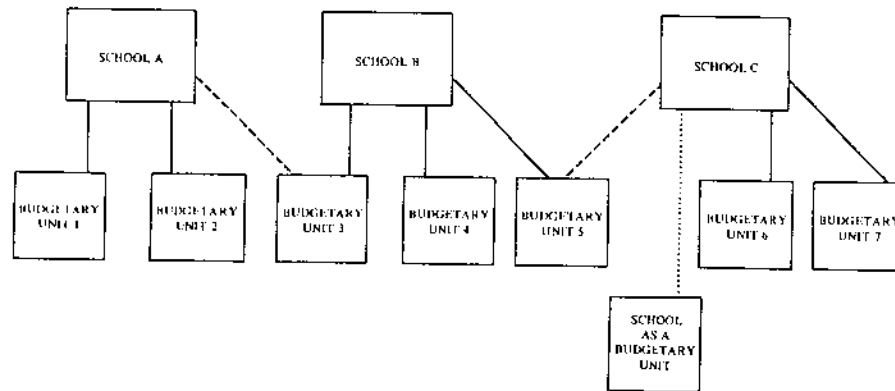 SCHOOL A
SCHOOL B
SCHOOL C
BUDGETARY
UNIT 1
BUDGETARY
UNIT 2
BUDGETARY
UNIT 3
BUDGETARY
UNIT 4
BUDGETARY
UNIT 5
BUDGETARY
UNIT 6
BUDGETARY
UNIT 7
SCHOOL
AS A
BUDGETARY
UNIT